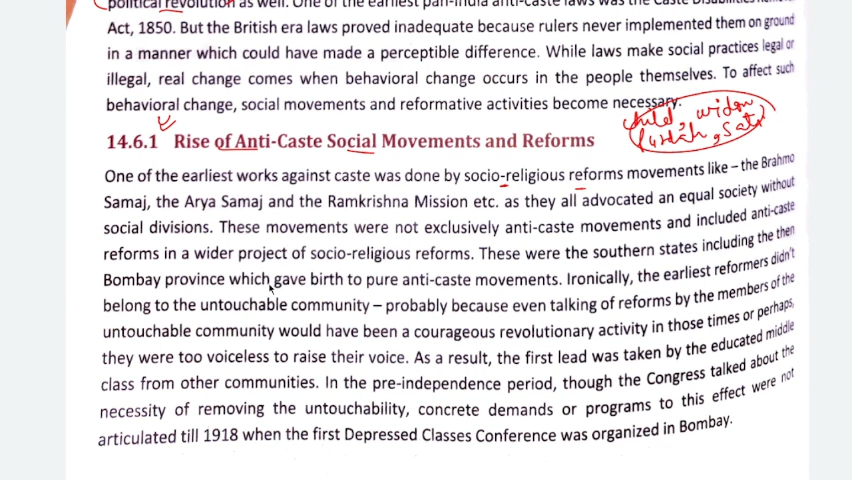 political revolution as well. One of the earliest pan-India anti-caste laws was the Caste Disabilities
Act, 1850. But the British era laws proved inadequate because rulers never implemented them on ground
in a manner which could have made a perceptible difference. While laws make social practices legal or
illegal, real change comes when behavioral change occurs in the people themselves. To affect such
behavioral change, social movements and reformative activities become necessary.
child, widow
purdah, sati
14.6.1 Rise of Anti-Caste Social Movements and Reforms
One of the earliest works against caste was done by socio-religious reforms movements like – the Brahmo
Samaj, the Arya Samaj and the Ramkrishna Mission etc. as they all advocated an equal society without
social divisions. These movements were not exclusively anti-caste movements and included anti-caste
reforms in a wider project of socio-religious reforms. These were the southern states including the then
Bombay province which gave birth to pure anti-caste movements. Ironically, the earliest reformers didn't
belong to the untouchable community – probably because even talking of reforms by the members of the
untouchable community would have been a courageous revolutionary activity in those times or perhaps,
they were too voiceless to raise their voice. As a result, the first lead was taken by the educated middle
class from other communities. In the pre-independence period, though the Congress talked about the
necessity of removing the untouchability, concrete demands or programs to this effect were not
articulated till 1918 when the first Depressed Classes Conference was organized in Bombay.